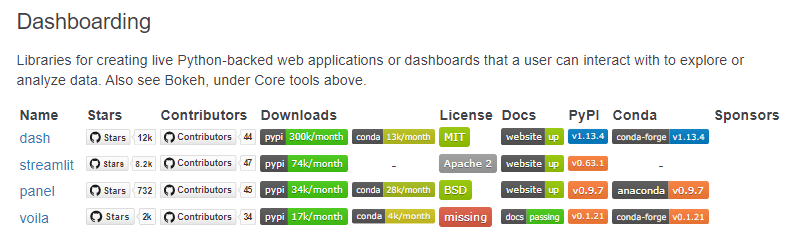 Dashboarding
Libraries for creating live Python-backed web applications or dashboards that a user can interact with to explore or
analyze data. Also see Bokeh, under Core tools above.
Name Stars Contributors Downloads License Docs PyPI Conda Sponsors
dash Stars 12k Contributors 44 pypi 300k/month conda 13k/month MIT website up v1.13.4 conda-forge v1.13.4
streamlit Stars 8.2k Contributors 47 pypi 74k/month - Apache 2 website up v0.63.1 -
panel Stars 732 Contributors 45 pypi 34k/month conda 28k/month BSD website up v0.9.7 anaconda v0.9.7
voila Stars 2k Contributors 34 pypi 17k/month conda 4k/month missing docs passing v0.1.21 conda-forge v0.1.21